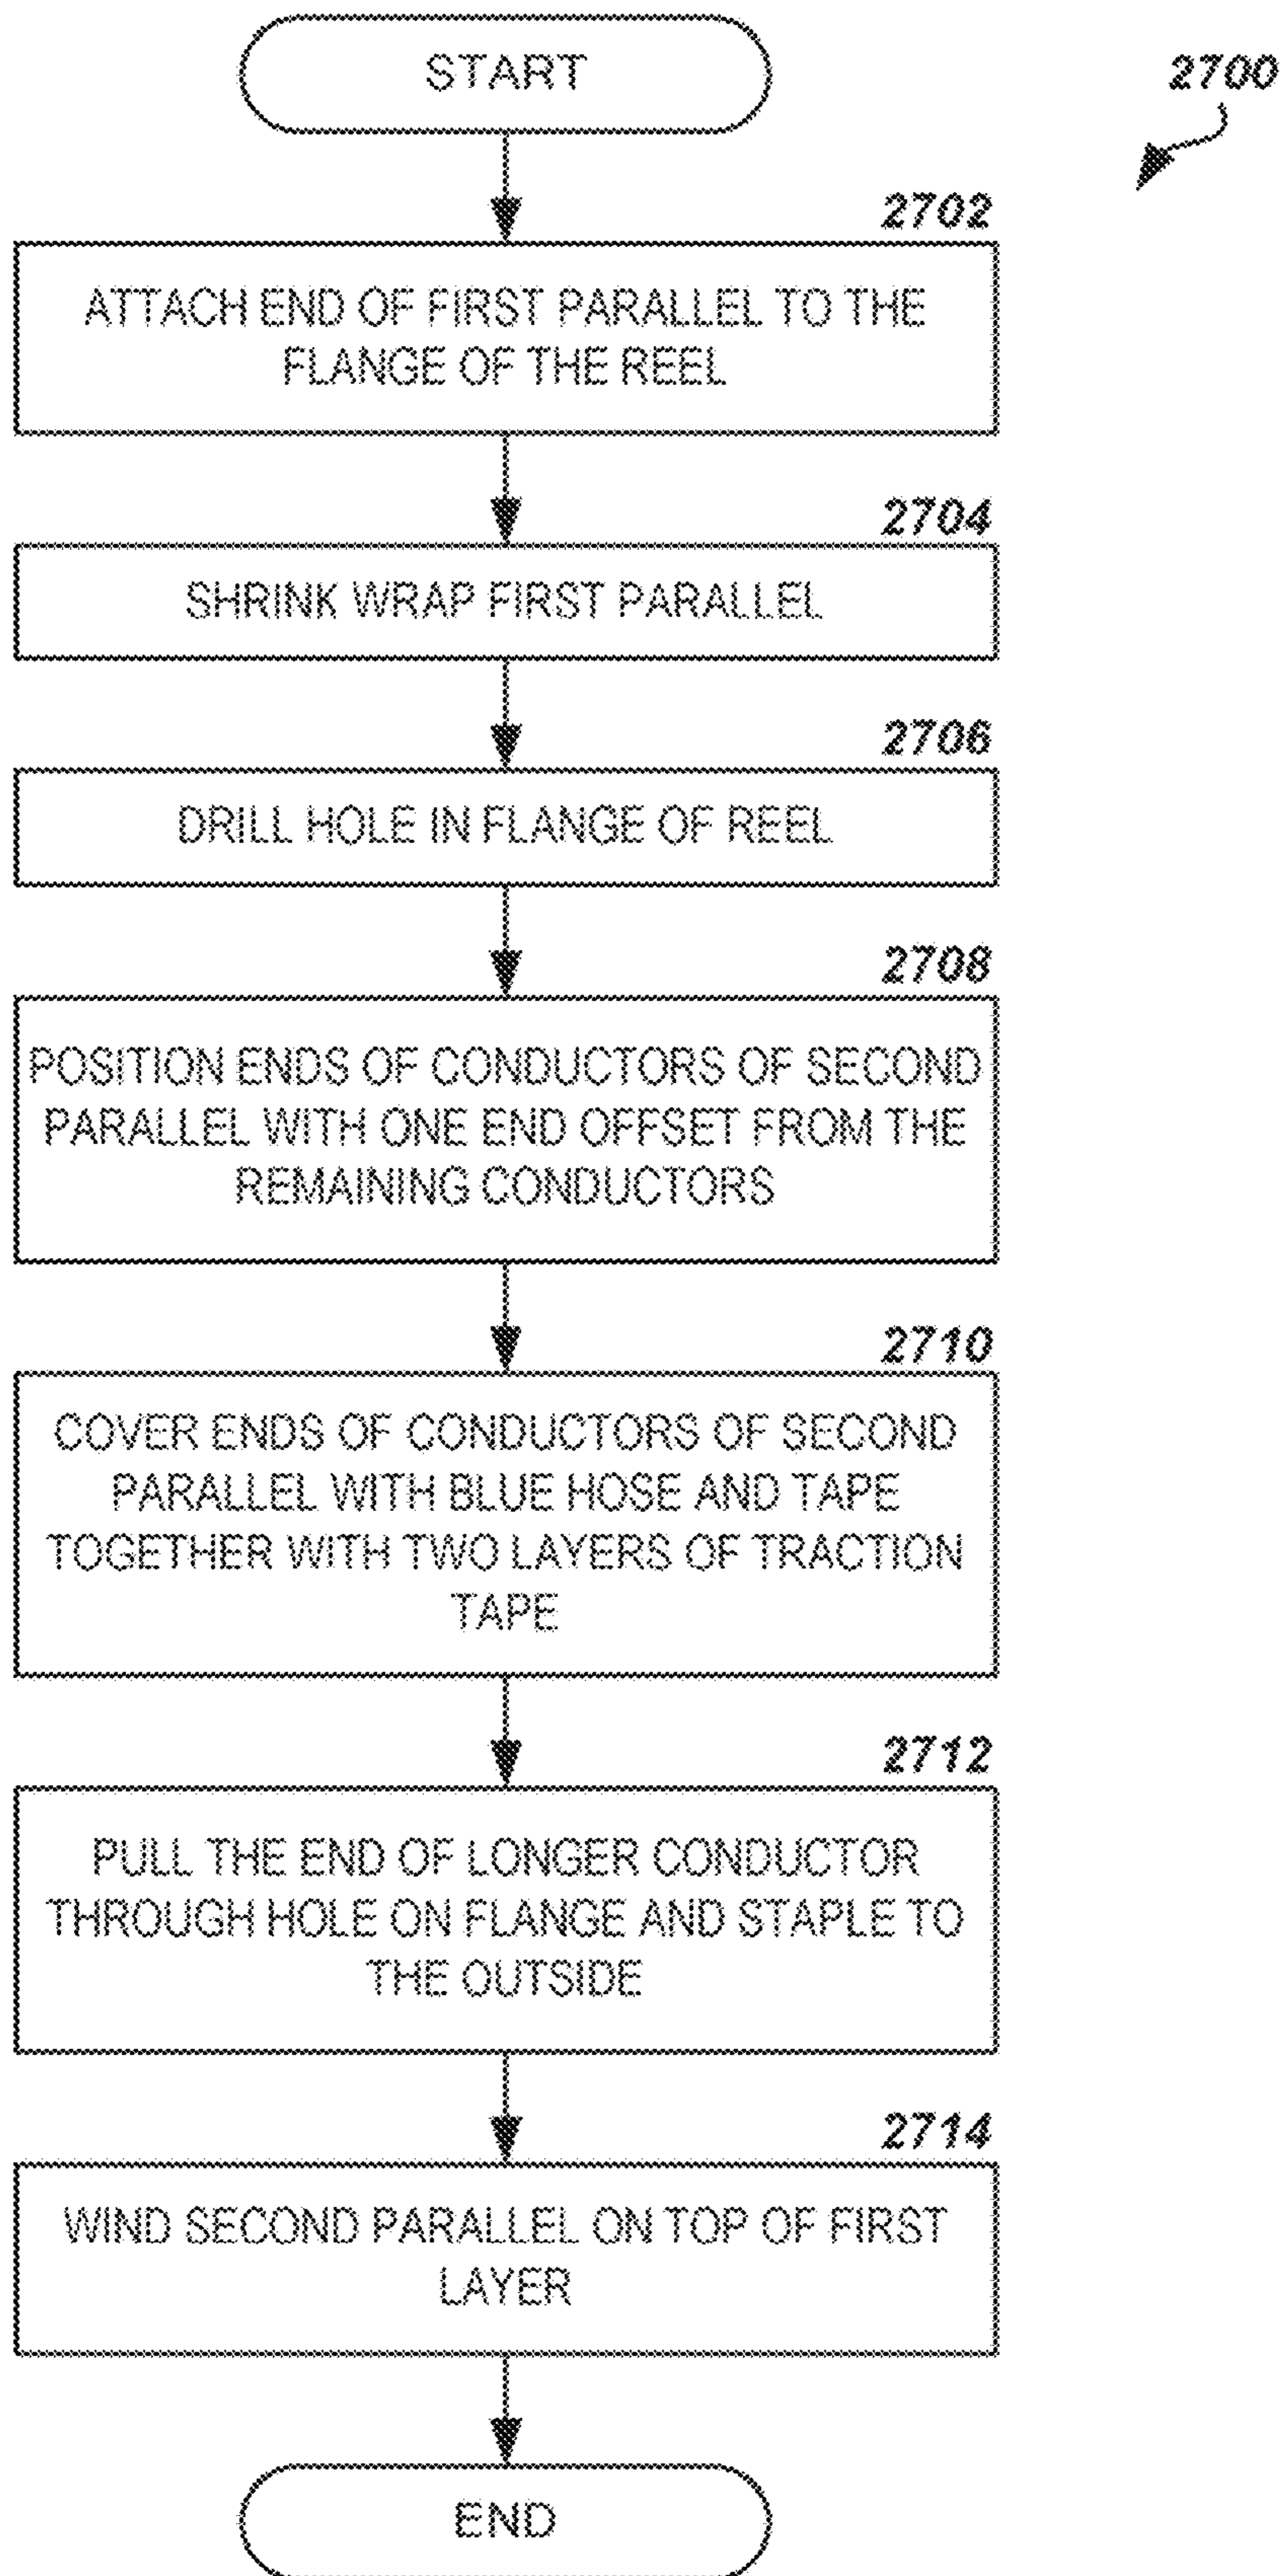 START
2700
2702
ATTACH END OF FIRST PARALLEL TO THE
FLANGE OF THE REEL
2704
SHRINK WRAP FIRST PARALLEL
2706
DRILL HOLE IN FLANGE OF REEL
2708
POSITION ENDS OF CONDUCTORS OF SECOND
PARALLEL WITH ONE END OFFSET FROM THE
REMAINING CONDUCTORS
2710
COVER ENDS OF CONDUCTORS OF SECOND
PARALLEL WITH BLUE HOSE AND TAPE
TOGETHER WITH TWO LAYERS OF TRACTION
TAPE
2712
PULL THE END OF LONGER CONDUCTOR
THROUGH HOLE ON FLANGE AND STAPLE TO
THE OUTSIDE
2714
WIND SECOND PARALLEL ON TOP OF FIRST
LAYER
END